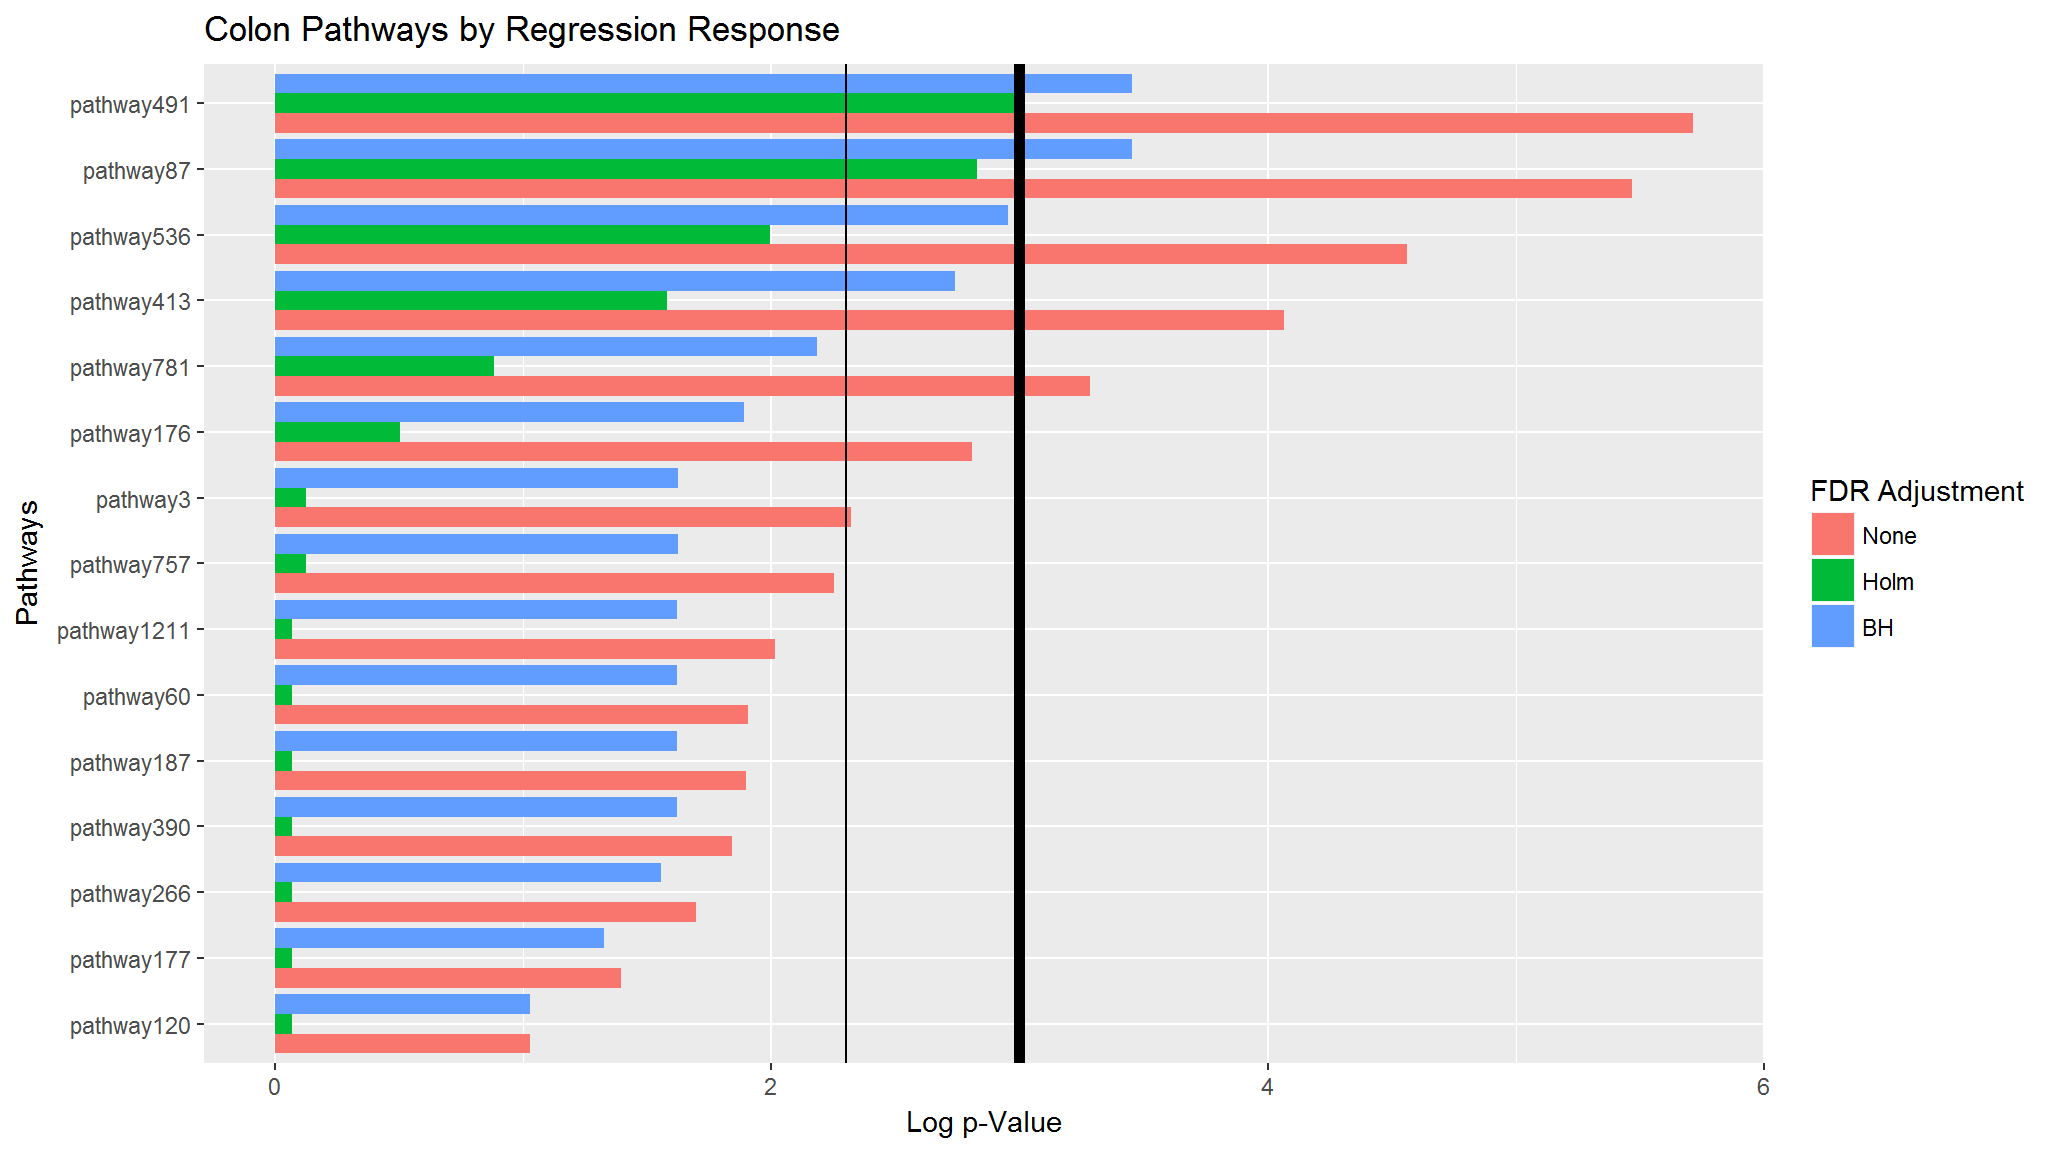 Colon Pathways by Regression Response
Pathways
pathway491
pathway87
pathway536
pathway413
pathway781
pathway176
pathway3
pathway757
pathway1211
pathway60
pathway187
pathway390
pathway266
pathway177
pathway120
0 2 4 6
Log p-Value
FDR Adjustment
None
Holm
BH